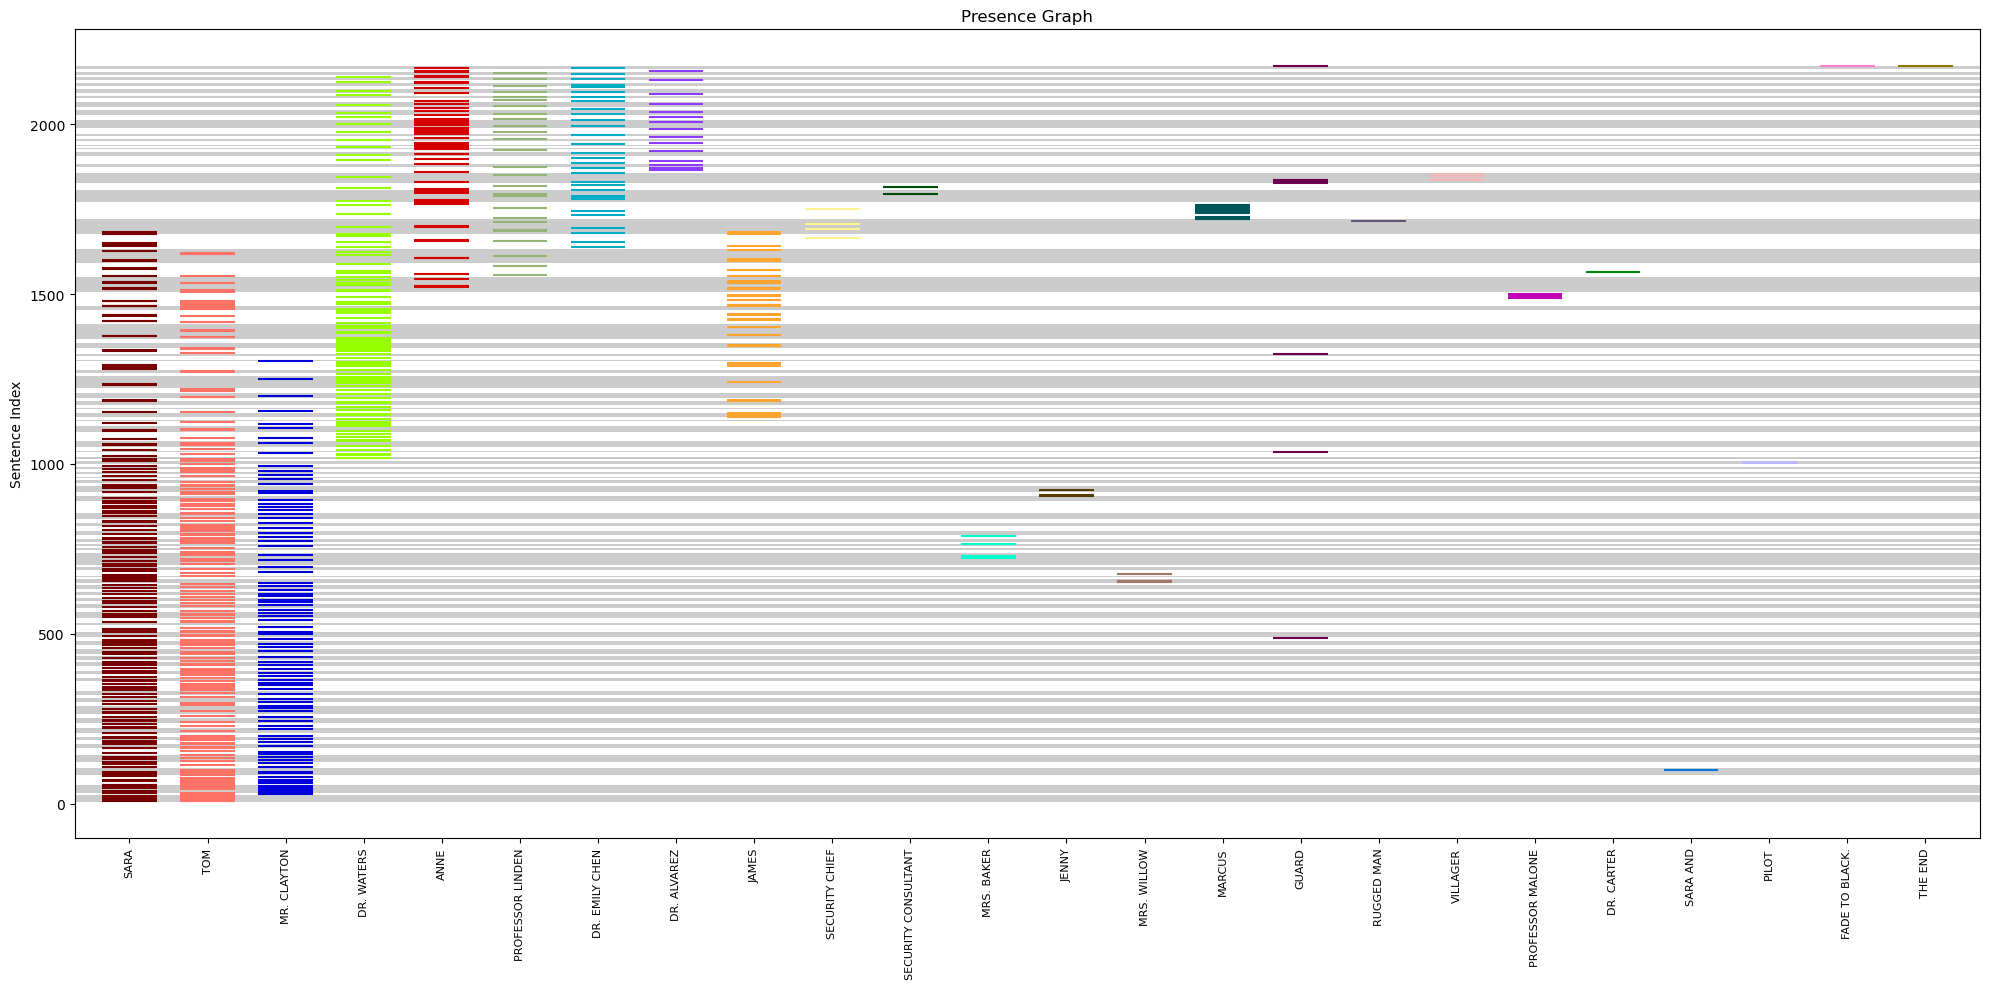 Presence Graph
Sentence Index
2000
1500
1000
500
0
SARA
TOM
MR. CLAYTON
DR. WATERS
ANNE
PROFESSOR LINDEN
DR. EMILY CHEN
DR. ALVAREZ
JAMES
SECURITY CHIEF
SECURITY CONSULTANT
MRS. BAKER
JENNY
MRS. WILLOW
MARCUS
GUARD
RUGGED MAN
VILLAGER
PROFESSOR MALONE
DR. CARTER
SARA AND
PILOT
FADE TO BLACK.
THE END